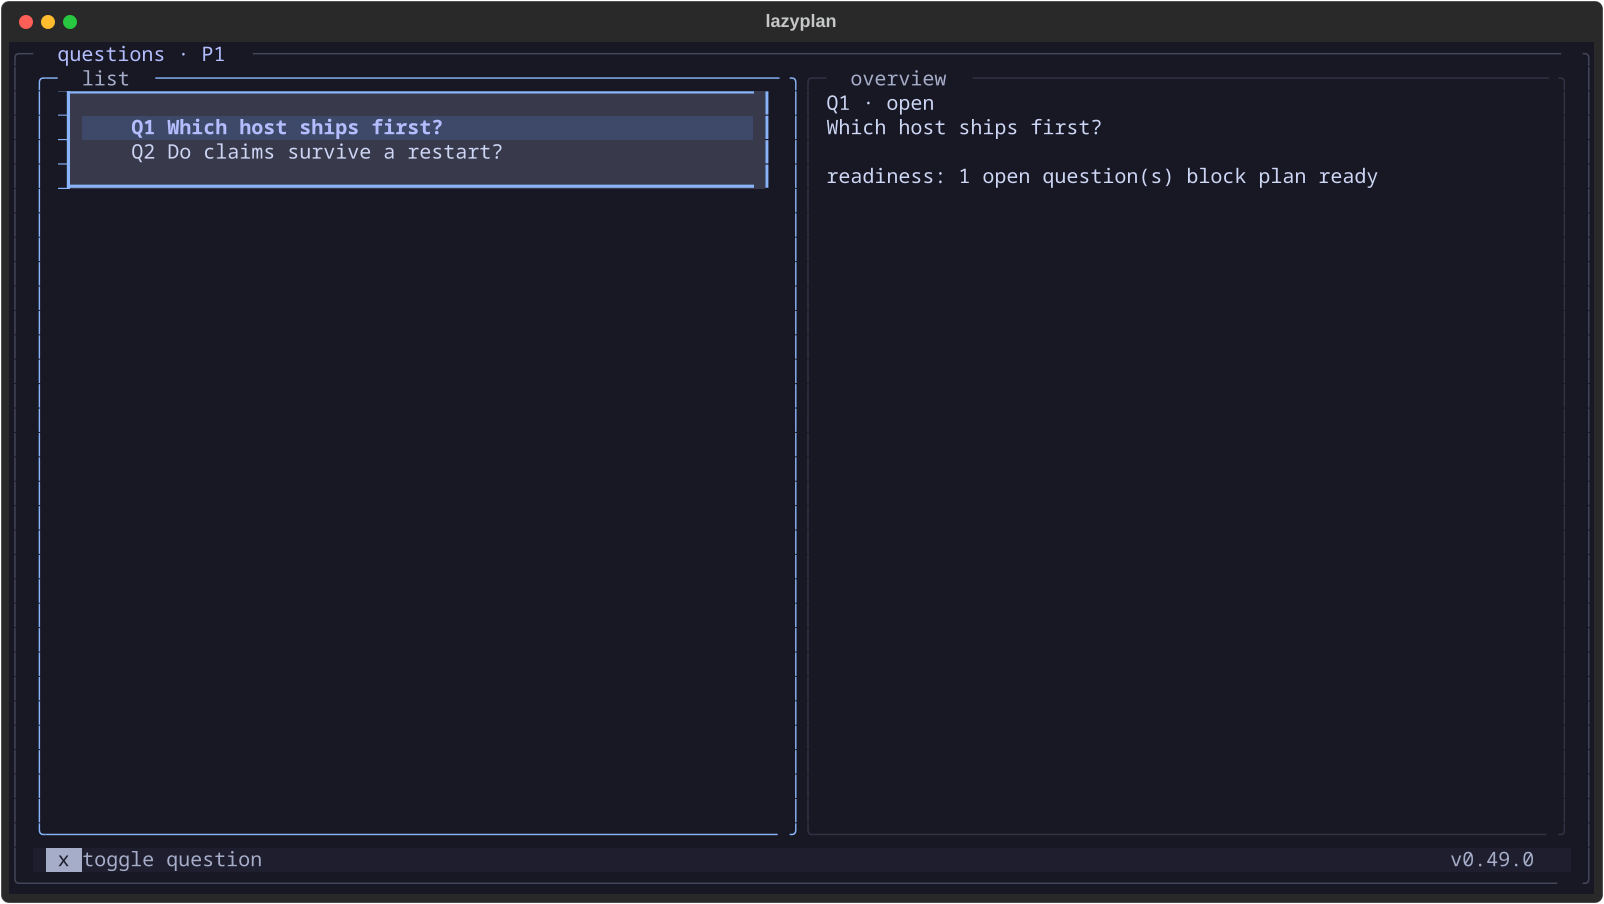 lazyplan
questions · P1
list
Q1 Which host ships first?
Q2 Do claims survive a restart?
overview
Q1 · open
Which host ships first?
readiness: 1 open question(s) block plan ready
x toggle question
v0.49.0